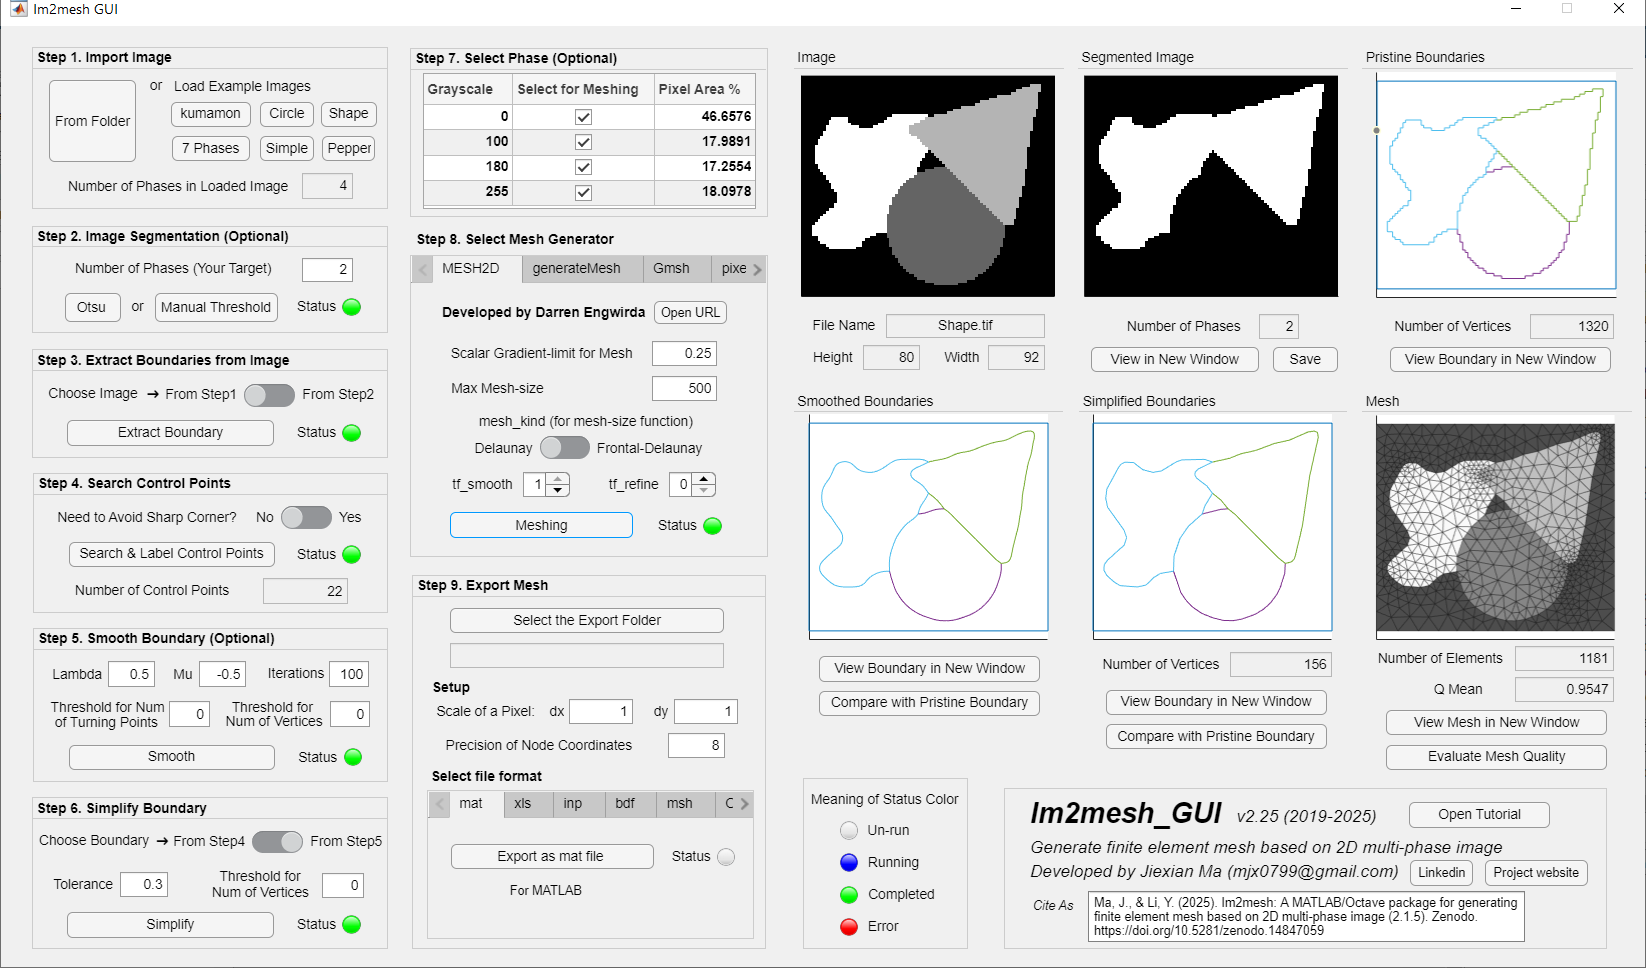 Im2mesh GUI
Step 1. Import Image
From Folder
or Load Example Images
kumamon Circle Shape
7 Phases Simple Pepper
Number of Phases in Loaded Image 4
Step 2. Image Segmentation (Optional)
Number of Phases (Your Target) 2
Otsu or Manual Threshold Status
Step 3. Extract Boundaries from Image
Choose Image ➔ From Step1 From Step2
Extract Boundary Status
Step 4. Search Control Points
Need to Avoid Sharp Corner? No Yes
Search & Label Control Points Status
Number of Control Points 22
Step 5. Smooth Boundary (Optional)
Lambda 0.5 Mu -0.5 Iterations 100
Threshold for Num
of Turning Points 0
Threshold for
Num of Vertices 0
Smooth Status
Step 6. Simplify Boundary
Choose Boundary ➔ From Step4 From Step5
Tolerance 0.3
Threshold for
Num of Vertices 0
Simplify Status
Step 7. Select Phase (Optional)
Grayscale Select for Meshing Pixel Area %
0 46.6576
100 17.9891
180 17.2554
255 18.0978
Step 8. Select Mesh Generator
MESH2D generateMesh Gmsh pixe
Developed by Darren Engwirda Open URL
Scalar Gradient-limit for Mesh 0.25
Max Mesh-size 500
mesh_kind (for mesh-size function)
Delaunay Frontal-Delaunay
tf_smooth 1 tf_refine 0
Meshing Status
Step 9. Export Mesh
Select the Export Folder
Setup
Scale of a Pixel: dx 1 dy 1
Precision of Node Coordinates 8
Select file format
mat xls inp bdf msh C
Export as mat file Status
For MATLAB
Image
File Name Shape.tif
Height 80 Width 92
Segmented Image
Number of Phases 2
View in New Window Save
Pristine Boundaries
Number of Vertices 1320
View Boundary in New Window
Smoothed Boundaries
View Boundary in New Window
Compare with Pristine Boundary
Simplified Boundaries
Number of Vertices 156
View Boundary in New Window
Compare with Pristine Boundary
Mesh
Number of Elements 1181
Q Mean 0.9547
View Mesh in New Window
Evaluate Mesh Quality
Meaning of Status Color
Un-run
Running
Completed
Error
Im2mesh_GUI v2.25 (2019-2025) Open Tutorial
Generate finite element mesh based on 2D multi-phase image
Developed by Jiexian Ma (mjx0799@gmail.com) Linkedin Project website
Cite As
Ma, J., & Li, Y. (2025). Im2mesh: A MATLAB/Octave package for generating
finite element mesh based on 2D multi-phase image (2.1.5). Zenodo.
https://doi.org/10.5281/zenodo.14847059